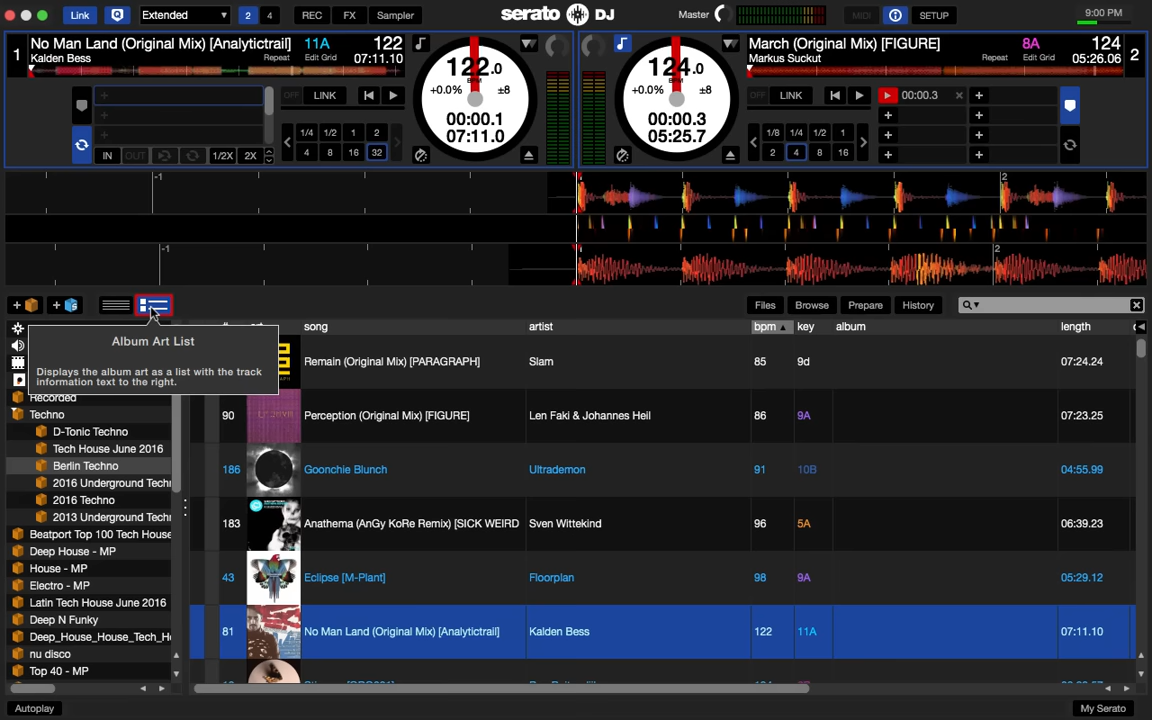 Link
Extended
2
4
REC
FX
Sampler
serato DJ
Master
MIDI
SETUP
9:00 PM
1
No Man Land (Original Mix) [Analytictrail]
11A
122
Kalden Bess
Repeat
Edit Grid
07:11.10
OFF
LINK
IN
OUT
1/2X
2X
1/4
1/2
1
2
4
8
16
32
122.0
BPM
+0.0%
±8
00:00.1
07:11.0
124.0
BPM
+0.0%
±8
00:00.3
05:25.7
March (Original Mix) [FIGURE]
8A
124
2
Markus Suckut
Repeat
Edit Grid
05:26.06
OFF
LINK
1/8
1/4
1/2
1
2
4
8
16
00:00.3
-1
1
2
-1
1
2
Files
Browse
Prepare
History
song
artist
bpm
key
album
length
Album Art List
Displays the album art as a list with the track
information text to the right.
Recorded
Techno
D-Tonic Techno
Tech House June 2016
Berlin Techno
2016 Underground Techn
2016 Techno
2013 Underground Techn
Beatport Top 100 Tech House
Deep House - MP
House - MP
Electro - MP
Latin Tech House June 2016
Deep N Funky
Deep_House_House_Tech_H
nu disco
Top 40 - MP
Remain (Original Mix) [PARAGRAPH] Slam 85 9d 07:24.24
90 Perception (Original Mix) [FIGURE] Len Faki & Johannes Heil 86 9A 07:23.25
186 Goonchie Blunch Ultrademon 91 10B 04:55.99
183 Anathema (AnGy KoRe Remix) [SICK WEIRD Sven Wittekind 96 5A 06:39.23
43 Eclipse [M-Plant] Floorplan 98 9A 05:29.12
81 No Man Land (Original Mix) [Analytictrail] Kalden Bess 122 11A 07:11.10
Autoplay
My Serato